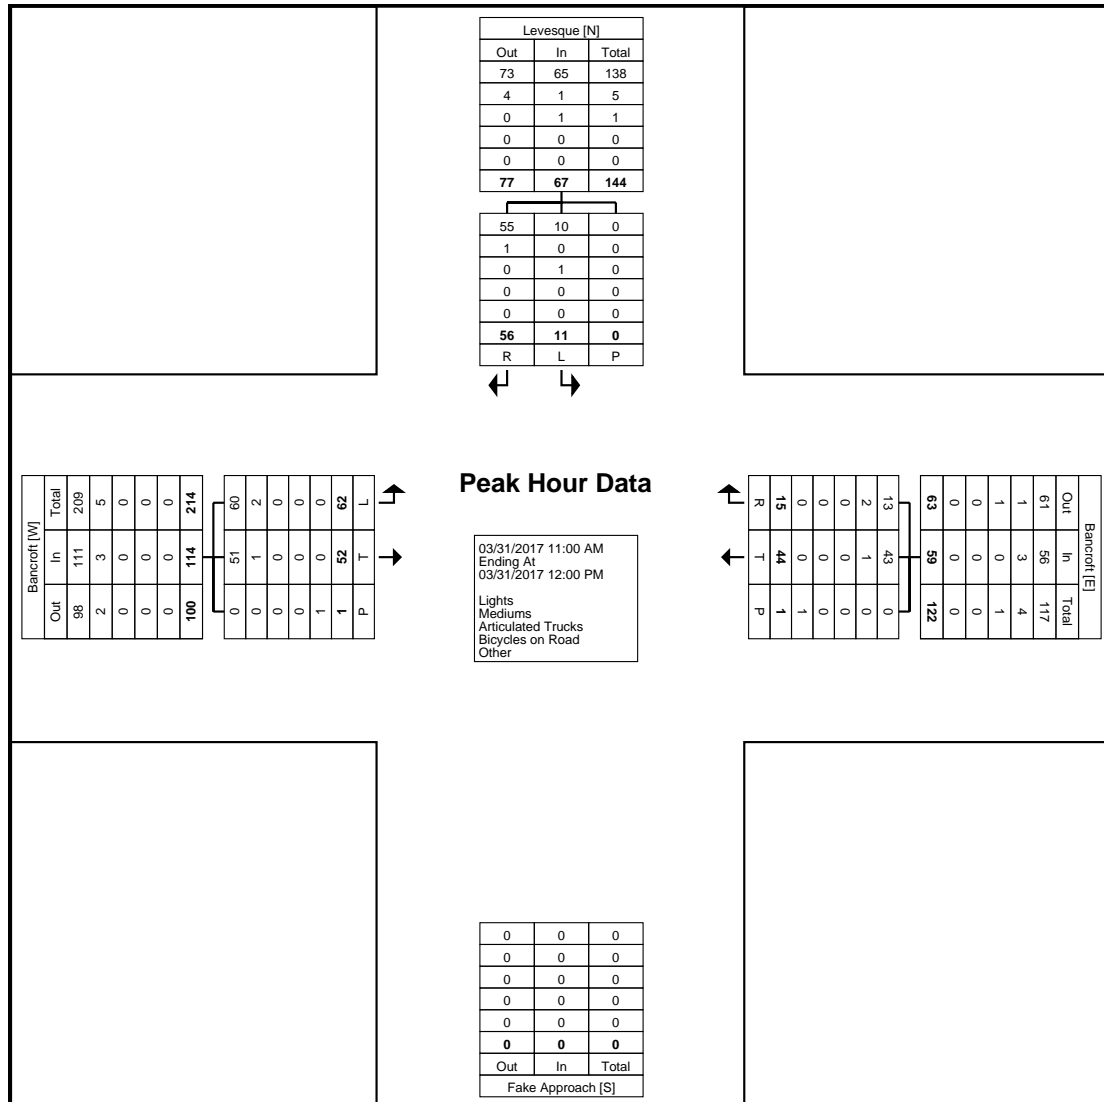 Levesque [N]
Out In Total
73 65 138
4 1 5
0 1 1
0 0 0
0 0 0
77 67 144
55 10 0
1 0 0
0 1 0
0 0 0
0 0 0
56 11 0
R L P
Bancroft [W]
Total 209 5 0 0 0 214
In 111 3 0 0 0 114
Out 98 2 0 0 0 100
60 2 0 0 0 62 L
51 1 0 0 0 52 T
0 0 0 0 1 1 P
Peak Hour Data
03/31/2017 11:00 AM
Ending At
03/31/2017 12:00 PM
Lights
Mediums
Articulated Trucks
Bicycles on Road
Other
R 15 0 0 0 2 13
T 44 0 0 0 1 43
P 1 1 0 0 0 0
63 0 0 1 1 61 Out
59 0 0 0 3 56 In
122 0 0 1 4 117 Total
Bancroft [E]
0 0 0
0 0 0
0 0 0
0 0 0
0 0 0
0 0 0
Out In Total
Fake Approach [S]